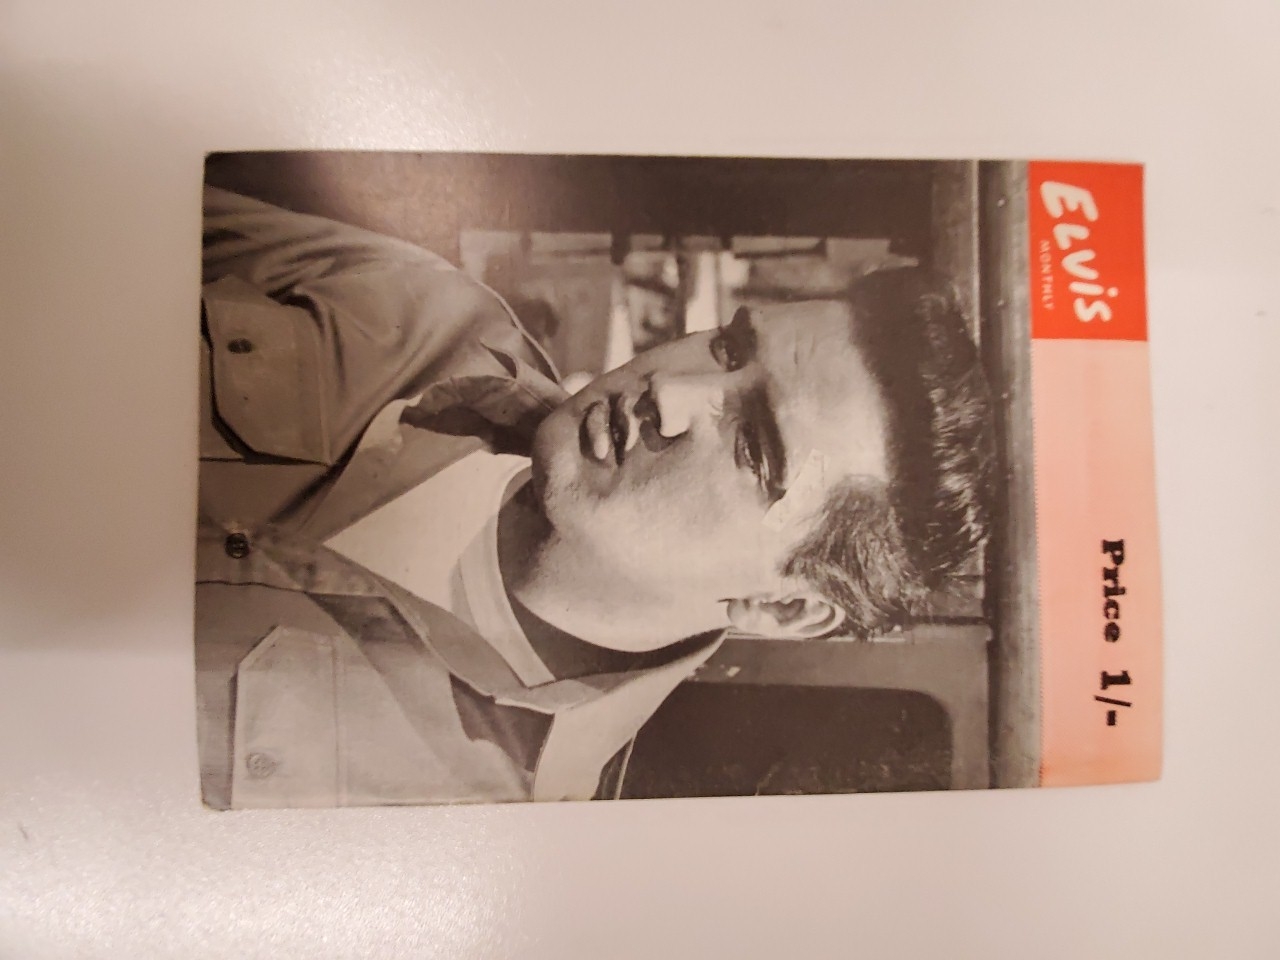 ELViS
MONTHLY
Price 1/-